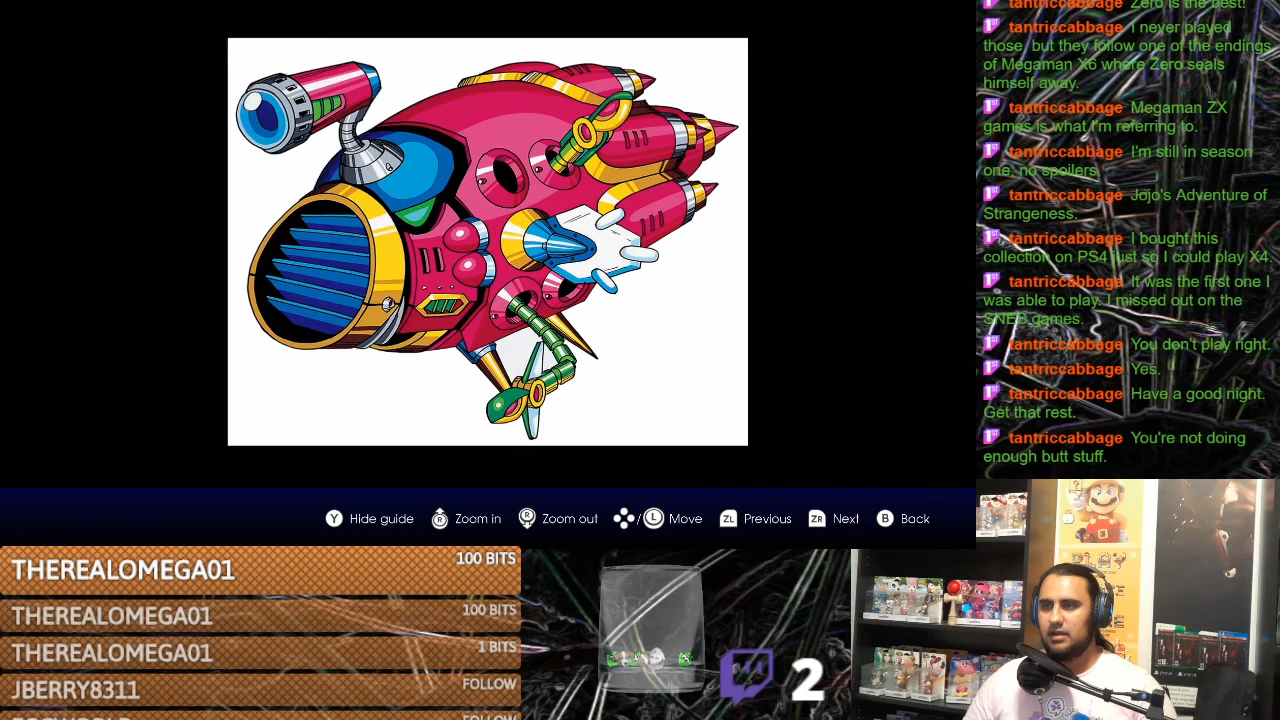 tantriccabbage Zero is the best!
tantriccabbage I never played
those, but they follow one of the endings
of Megaman X6 where Zero seals
himself away.
tantriccabbage Megaman ZX
games is what I'm referring to.
tantriccabbage I'm still in season
one, no spoilers.
tantriccabbage Jojo's Adventure of
Strangeness.
tantriccabbage I bought this
collection on PS4 just so I could play X4.
tantriccabbage It was the first one I
was able to play. I missed out on the
SNES games.
tantriccabbage You don't play right.
tantriccabbage Yes.
tantriccabbage Have a good night.
Get that rest.
tantriccabbage You're not doing
enough butt stuff.
Y Hide guide R Zoom in R Zoom out / L Move ZL Previous ZR Next B Back
THEREALOMEGA01 100 BITS
THEREALOMEGA01 100 BITS
THEREALOMEGA01 1 BITS
JBERRY8311 FOLLOW
FOLLOW
2
PLAY